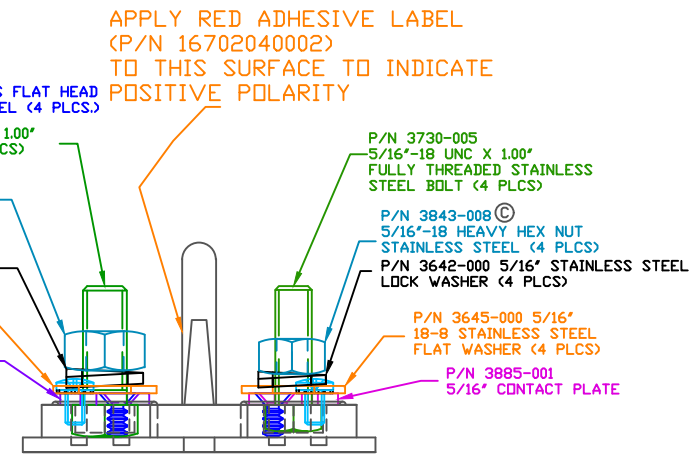 APPLY RED ADHESIVE LABEL
(P/N 16702040002)
TO THIS SURFACE TO INDICATE
POSITIVE POLARITY
FLAT HEAD
(4 PLCS.)
1.00"
P/N 3730-005
5/16"-18 UNC X 1.00"
FULLY THREADED STAINLESS
STEEL BOLT (4 PLCS)
P/N 3843-008 Ⓒ
5/16"-18 HEAVY HEX NUT
STAINLESS STEEL (4 PLCS)
P/N 3642-000 5/16" STAINLESS STEEL
LOCK WASHER (4 PLCS)
P/N 3645-000 5/16"
18-8 STAINLESS STEEL
FLAT WASHER (4 PLCS)
P/N 3885-001
5/16" CONTACT PLATE